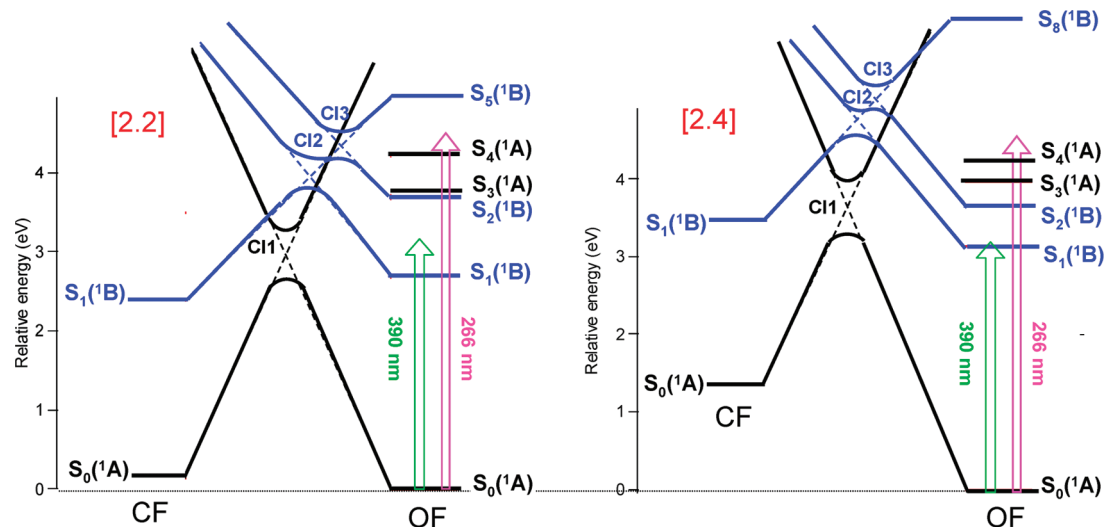 [2.2]
Relative energy (eV)
4
3
2
1
0
CI3
CI2
CI1
S5(1B)
S4(1A)
S3(1A)
S2(1B)
S1(1B)
S1(1B)
S0(1A)
S0(1A)
390 nm
266 nm
CF
OF
[2.4]
Relative energy (eV)
4
3
2
1
0
CI3
CI2
CI1
S8(1B)
S4(1A)
S3(1A)
S2(1B)
S1(1B)
S1(1B)
S0(1A)
S0(1A)
390 nm
266 nm
-
CF
OF